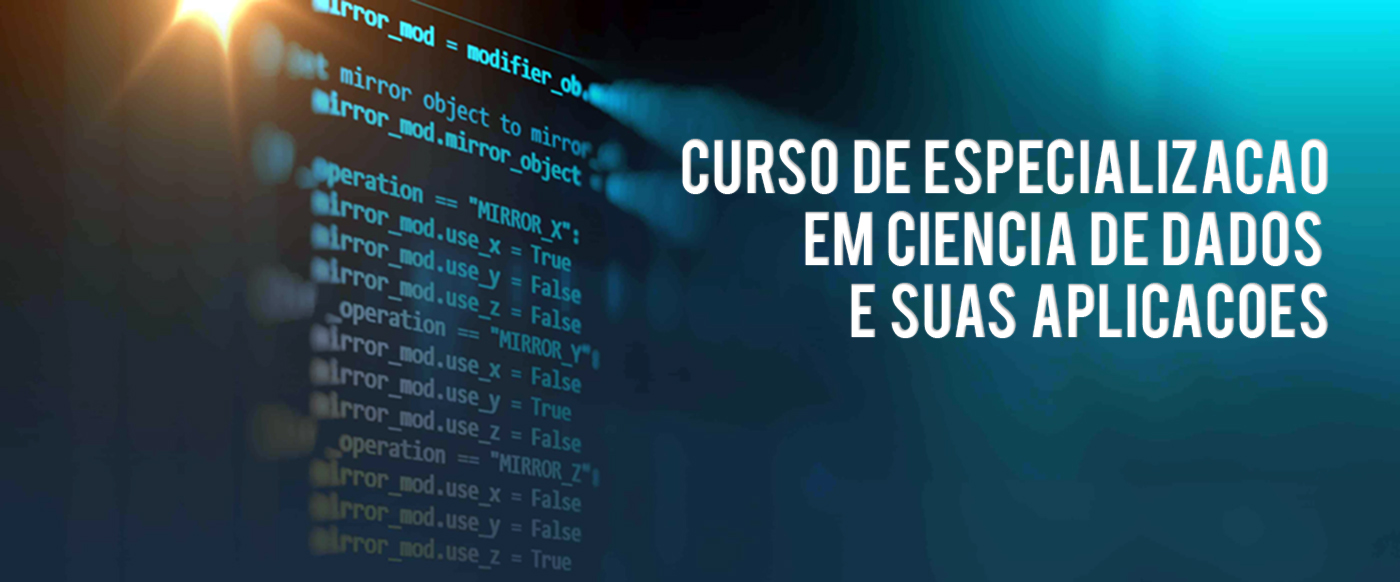 mirror_mod = modifier_ob.
mirror object to mirror
mirror_mod.mirror_object
operation == "MIRROR_X":
mirror_mod.use_x = True
mirror_mod.use_y = False
mirror_mod.use_z = False
_operation == "MIRROR_Y"
mirror_mod.use_x = False
mirror_mod.use_y = True
mirror_mod.use_z = False
_operation == "MIRROR_Z"
mirror_mod.use_x = False
mirror_mod.use_y = False
mirror_mod.use_z = True
CURSO DE ESPECIALIZACAO
EM CIENCIA DE DADOS
E SUAS APLICACOES